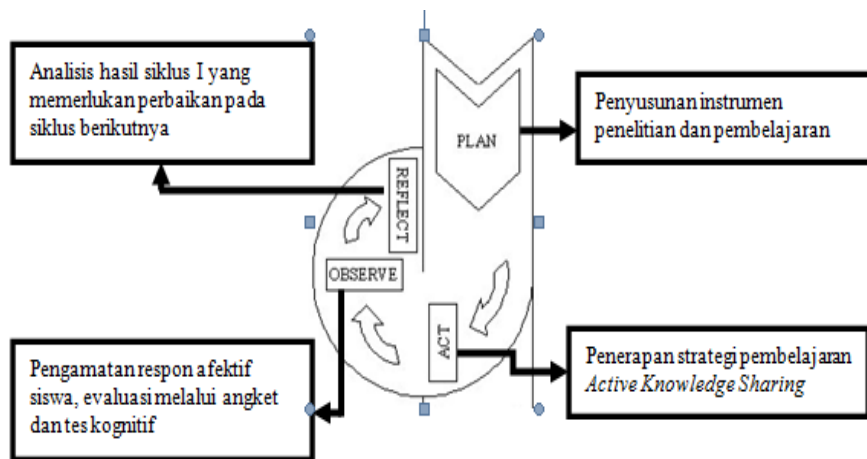 Analisis hasil siklus I yang
memerlukan perbaikan pada
siklus berikutnya
PLAN
Penyusunan instrumen
penelitian dan pembelajaran
REFLECT
OBSERVE
ACT
Pengamatan respon afektif
siswa, evaluasi melalui angket
dan tes kognitif
Penerapan strategi pembelajaran
Active Knowledge Sharing